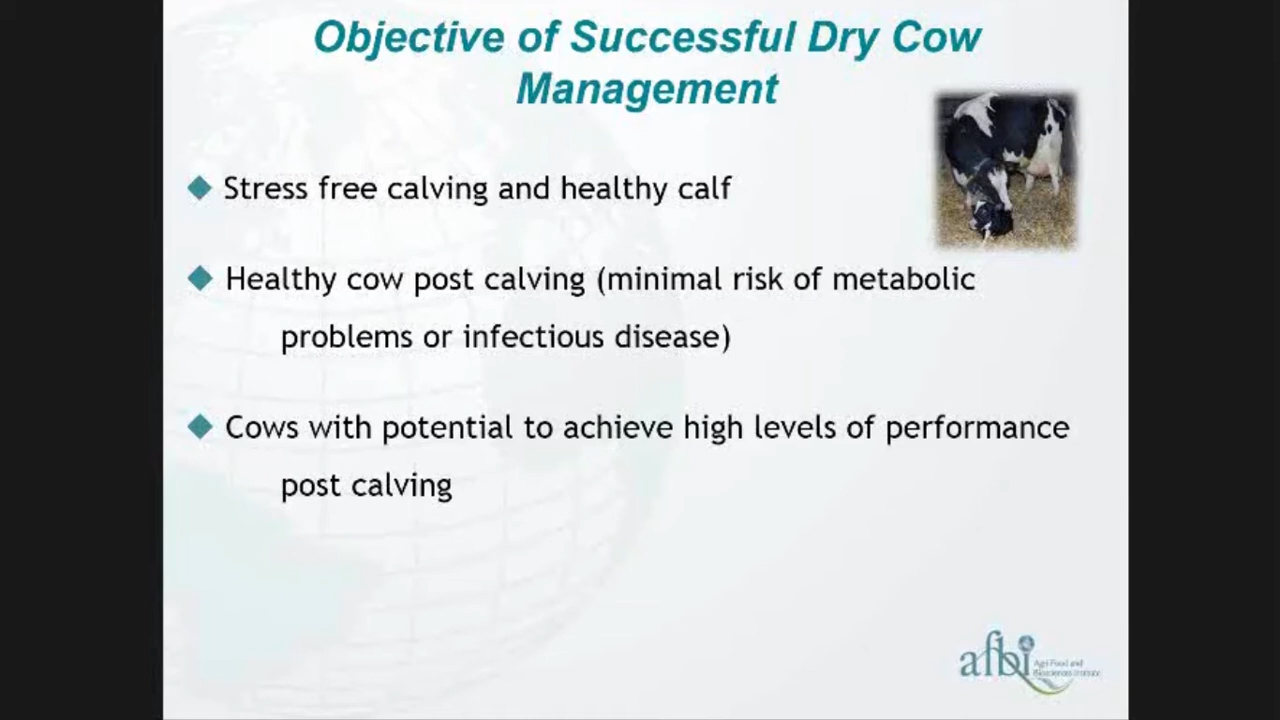 Objective of Successful Dry Cow
Management
Stress free calving and healthy calf
Healthy cow post calving (minimal risk of metabolic
problems or infectious disease)
Cows with potential to achieve high levels of performance
post calving
afbi
Agri-Food and
Biosciences Institute